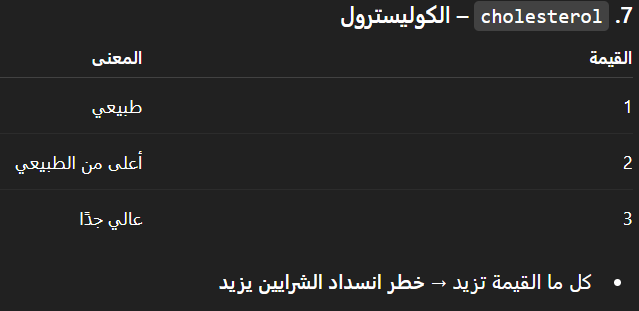 7. cholesterol – الكوليسترول
القيمة المعنى
1 طبيعي
2 أعلى من الطبيعي
3 عالي جدًا
• كل ما القيمة تزيد → خطر انسداد الشرايين يزيد